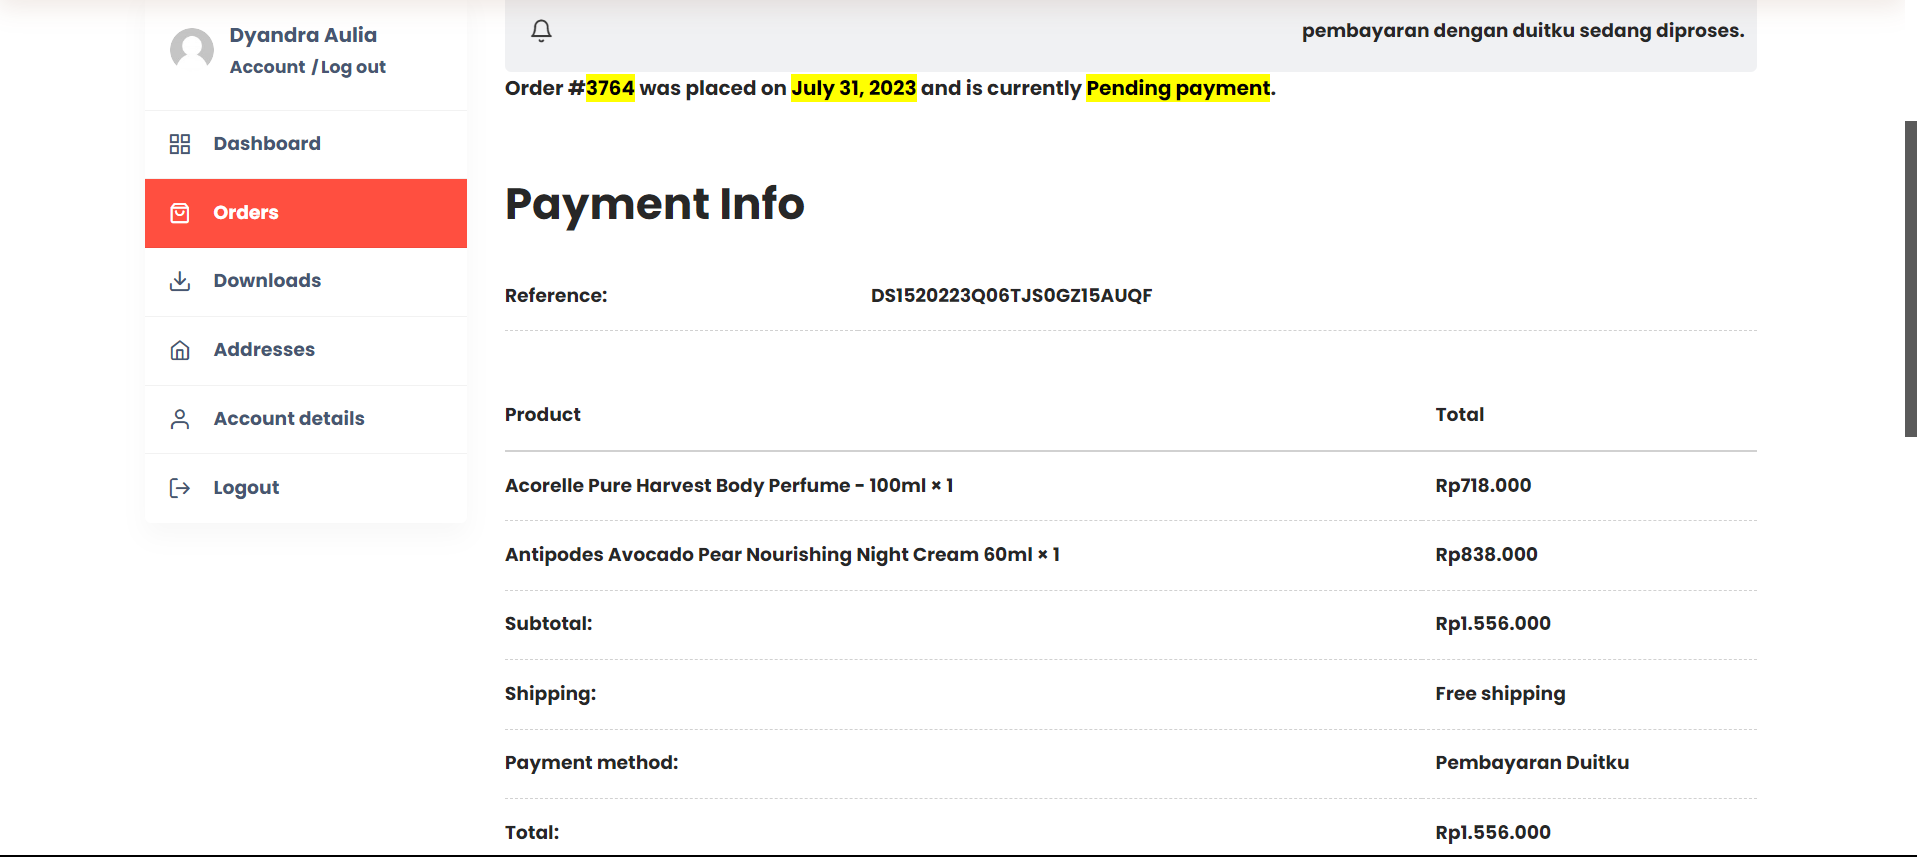 Dyandra Aulia
Account / Log out
Dashboard
Orders
Downloads
Addresses
Account details
Logout
pembayaran dengan duitku sedang diproses.
Order #3764 was placed on July 31, 2023 and is currently Pending payment.
Payment Info
Reference: DS1520223Q06TJS0GZ15AUQF
Product Total
Acorelle Pure Harvest Body Perfume - 100ml × 1 Rp718.000
Antipodes Avocado Pear Nourishing Night Cream 60ml × 1 Rp838.000
Subtotal: Rp1.556.000
Shipping: Free shipping
Payment method: Pembayaran Duitku
Total: Rp1.556.000